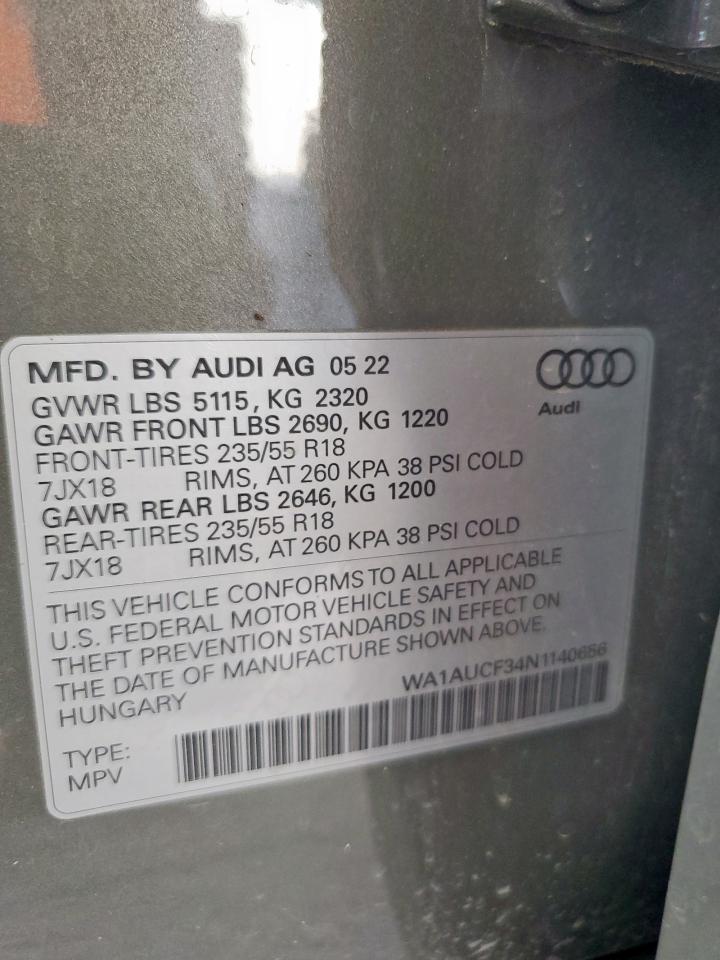 MFD. BY AUDI AG 05 22
Audi
GVWR LBS 5115, KG 2320
GAWR FRONT LBS 2690, KG 1220
FRONT-TIRES 235/55 R18
7JX18 RIMS, AT 260 KPA 38 PSI COLD
GAWR REAR LBS 2646, KG 1200
REAR-TIRES 235/55 R18
7JX18 RIMS, AT 260 KPA 38 PSI COLD
THIS VEHICLE CONFORMS TO ALL APPLICABLE
U.S. FEDERAL MOTOR VEHICLE SAFETY AND
THEFT PREVENTION STANDARDS IN EFFECT ON
THE DATE OF MANUFACTURE SHOWN ABOVE.
HUNGARY
WA1AUCF34N1140656
TYPE:
MPV